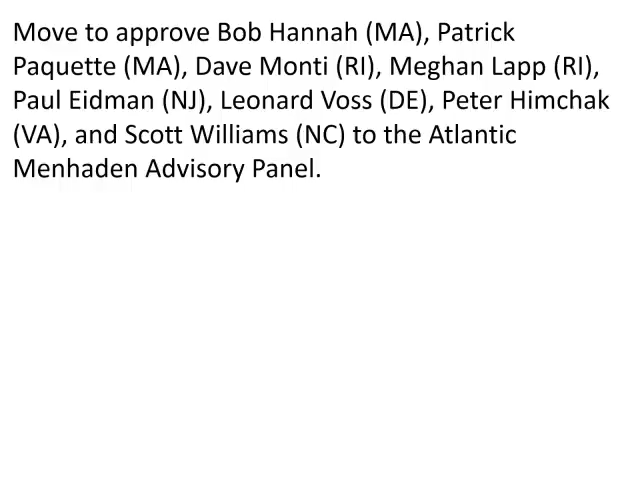 Move to approve Bob Hannah (MA), Patrick
Paquette (MA), Dave Monti (RI), Meghan Lapp (RI),
Paul Eidman (NJ), Leonard Voss (DE), Peter Himchak
(VA), and Scott Williams (NC) to the Atlantic
Menhaden Advisory Panel.